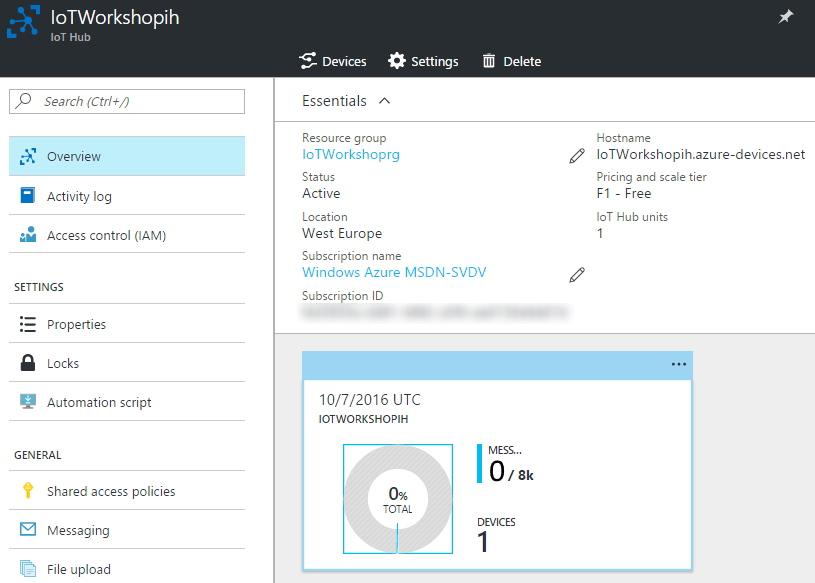 IoTWorkshopih
IoT Hub
Devices Settings Delete
Search (Ctrl+/)
Overview
Activity log
Access control (IAM)
SETTINGS
Properties
Locks
Automation script
GENERAL
Shared access policies
Messaging
File upload
Essentials
Resource group
IoTWorkshoprg
Status
Active
Location
West Europe
Subscription name
Windows Azure MSDN-SVDV
Subscription ID
Hostname
IoTWorkshopih.azure-devices.net
Pricing and scale tier
F1 - Free
IoT Hub units
1
10/7/2016 UTC
IOTWORKSHOPIH
0%
TOTAL
MESS...
0 / 8k
DEVICES
1